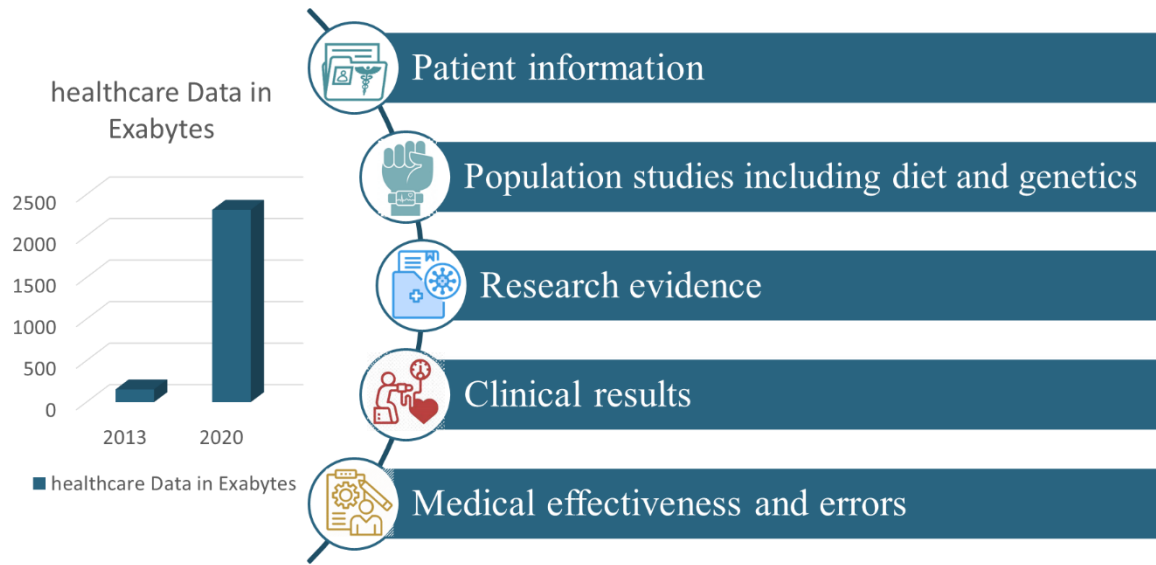 healthcare Data in
Exabytes
2500
2000
1500
1000
500
0
2013 2020
healthcare Data in Exabytes
Patient information
Population studies including diet and genetics
Research evidence
Clinical results
Medical effectiveness and errors